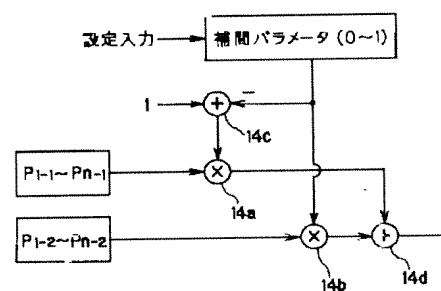 設定入力
補間パラメータ (0～1)
1
+
−
14c
P1-1～Pn-1
×
14a
P1-2～Pn-2
×
14b
+
14d